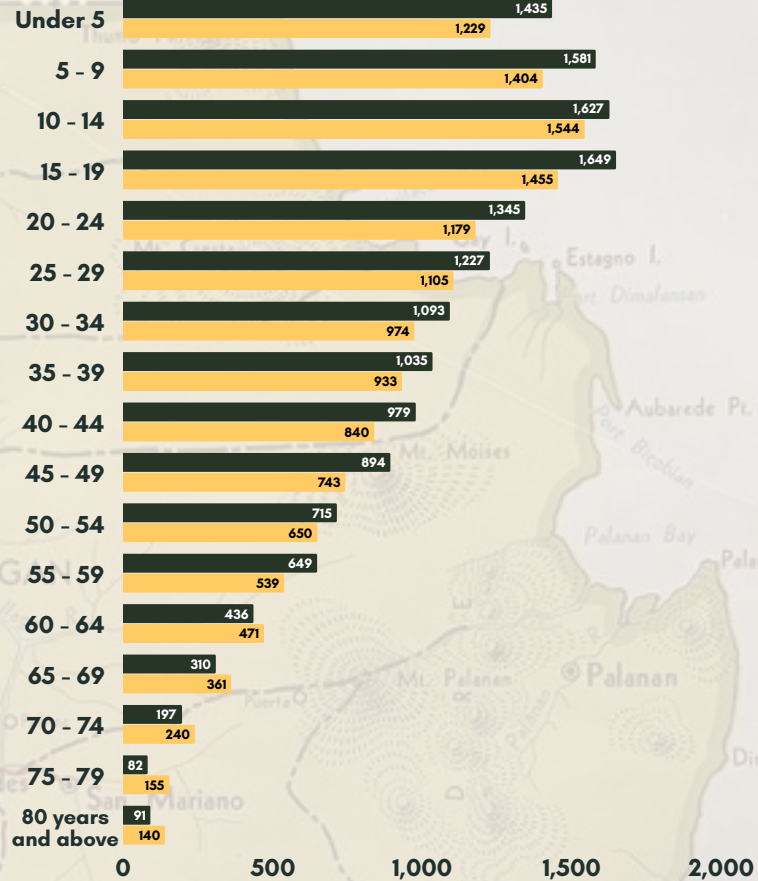 Under 5
1,435
1,229
5 - 9
1,581
1,404
10 - 14
1,627
1,544
15 - 19
1,649
1,455
20 - 24
1,345
1,179
25 - 29
1,227
1,105
Estagno I.
30 - 34
1,093
974
35 - 39
1,035
933
Aubarede Pt.
40 - 44
979
840
Mt. Moises
45 - 49
894
743
50 - 54
715
650
Palanan Bay
55 - 59
649
539
60 - 64
436
471
65 - 69
310
361
Mt. Palanan
Palanan
70 - 74
197
240
75 - 79
82
155
San Mariano
80 years
and above
91
140
0 500 1,000 1,500 2,000